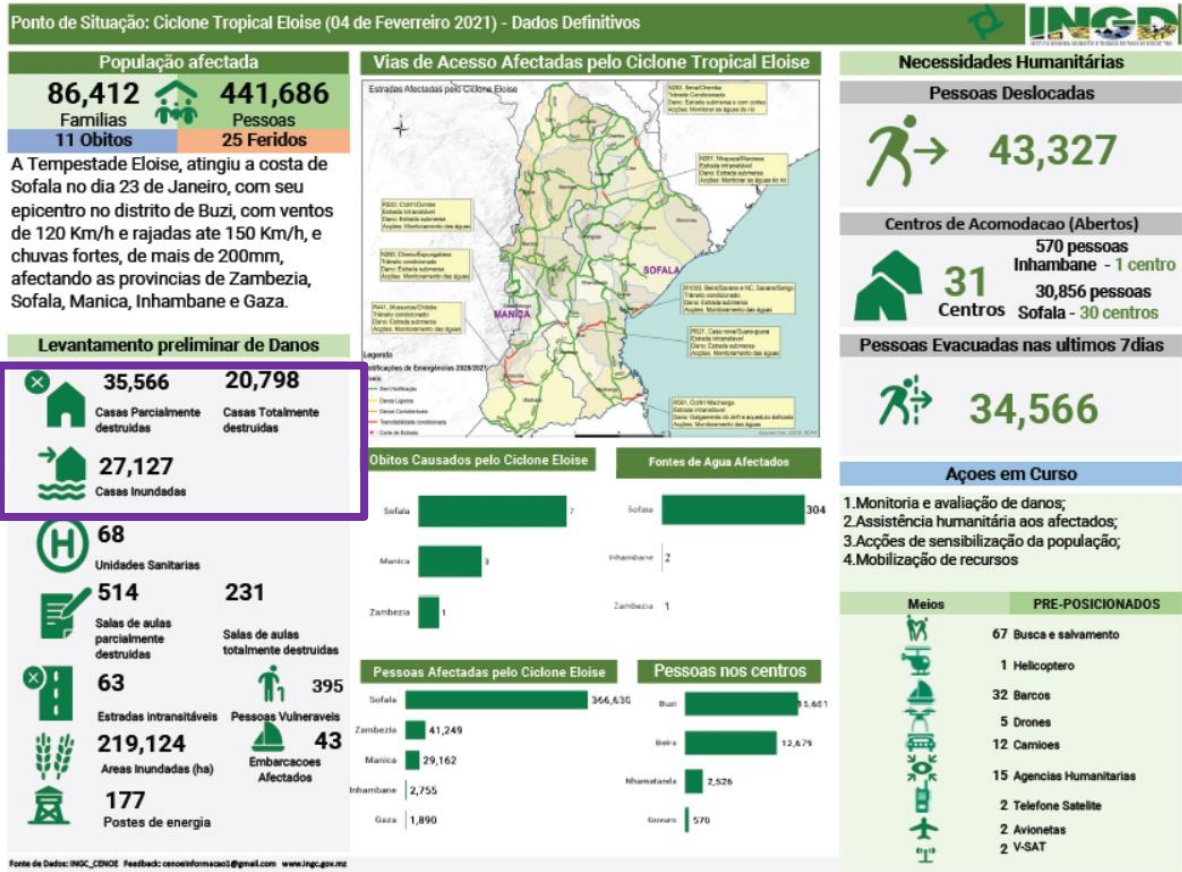 Ponto de Situação: Ciclone Tropical Eloise (04 de Feverreiro 2021) - Dados Definitivos
INGD
População afectada
86,412
Familias
441,686
Pessoas
11 Obitos
25 Feridos
A Tempestade Eloise, atingiu a costa de
Sofala no dia 23 de Janeiro, com seu
epicentro no distrito de Buzi, com ventos
de 120 Km/h e rajadas ate 150 Km/h, e
chuvas fortes, de mais de 200mm,
afectando as provincias de Zambezia,
Sofala, Manica, Inhambane e Gaza.
Levantamento preliminar de Danos
35,566
Casas Parcialmente
destruidas
20,798
Casas Totalmente
destruidas
27,127
Casas Inundadas
68
Unidades Sanitarias
514
Salas de aulas
parcialmente
destruidas
231
Salas de aulas
totalmente destruidas
63
Estradas intransitáveis
395
Pessoas Vulneraveis
219,124
Areas Inundadas (ha)
43
Embarcacoes
Afectados
177
Postes de energia
Fonte de Dados: INGC_CENOE Feedback: cenoeinformacao1@gmail.com www.ingc.gov.mz
Vias de Acesso Afectadas pelo Ciclone Tropical Eloise
Estradas Afectadas pelo Ciclone Eloise
SOFALA
MANICA
Legenda
Obitos Causados pelo Ciclone Eloise
Sofala 7
Manica 3
Zambezia 1
Fontes de Agua Afectados
Sofala 304
Inhambane 2
Zambezia 1
Pessoas Afectadas pelo Ciclone Eloise
Sofala 366,630
Zambezia 41,249
Manica 29,162
Inhambane 2,755
Gaza 1,890
Pessoas nos centros
Buzi
Beira 12,679
Nhamatanda 2,526
Govuro 570
Necessidades Humanitárias
Pessoas Deslocadas
43,327
Centros de Acomodacao (Abertos)
31
Centros
570 pessoas
Inhambane - 1 centro
30,856 pessoas
Sofala - 30 centros
Pessoas Evacuadas nas ultimos 7dias
34,566
Açoes em Curso
1.Monitoria e avaliação de danos;
2.Assistência humanitária aos afectados;
3.Acções de sensibilização da população;
4.Mobilização de recursos
Meios PRE-POSICIONADOS
67 Busca e salvamento
1 Helicoptero
32 Barcos
5 Drones
12 Camioes
15 Agencias Humanitarias
2 Telefone Satelite
2 Avionetas
2 V-SAT